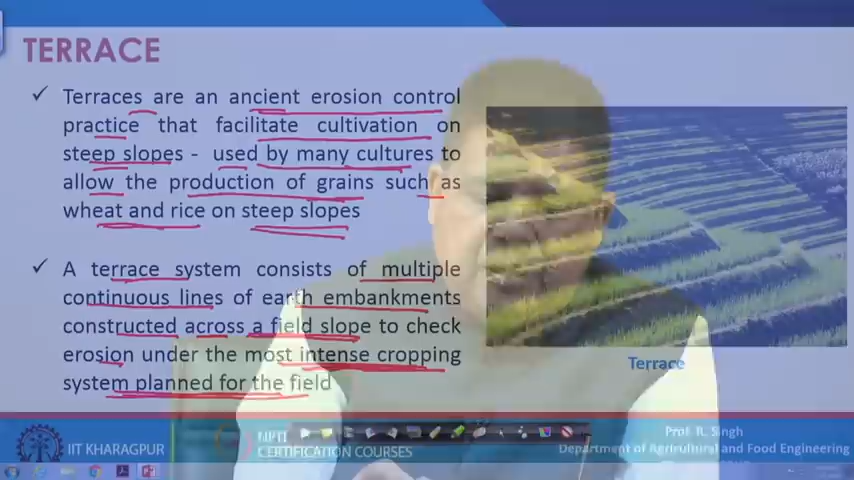 TERRACE
✓ Terraces are an ancient erosion control
practice that facilitate cultivation on
steep slopes - used by many cultures to
allow the production of grains such as
wheat and rice on steep slopes
✓ A terrace system consists of multiple
continuous lines of earth embankments
constructed across a field slope to check
erosion under the most intense cropping
system planned for the field
Terrace
IIT KHARAGPUR
NPT
CERTIFICATION COURSES
Prof. R. Singh
Department of Agricultural and Food Engineering